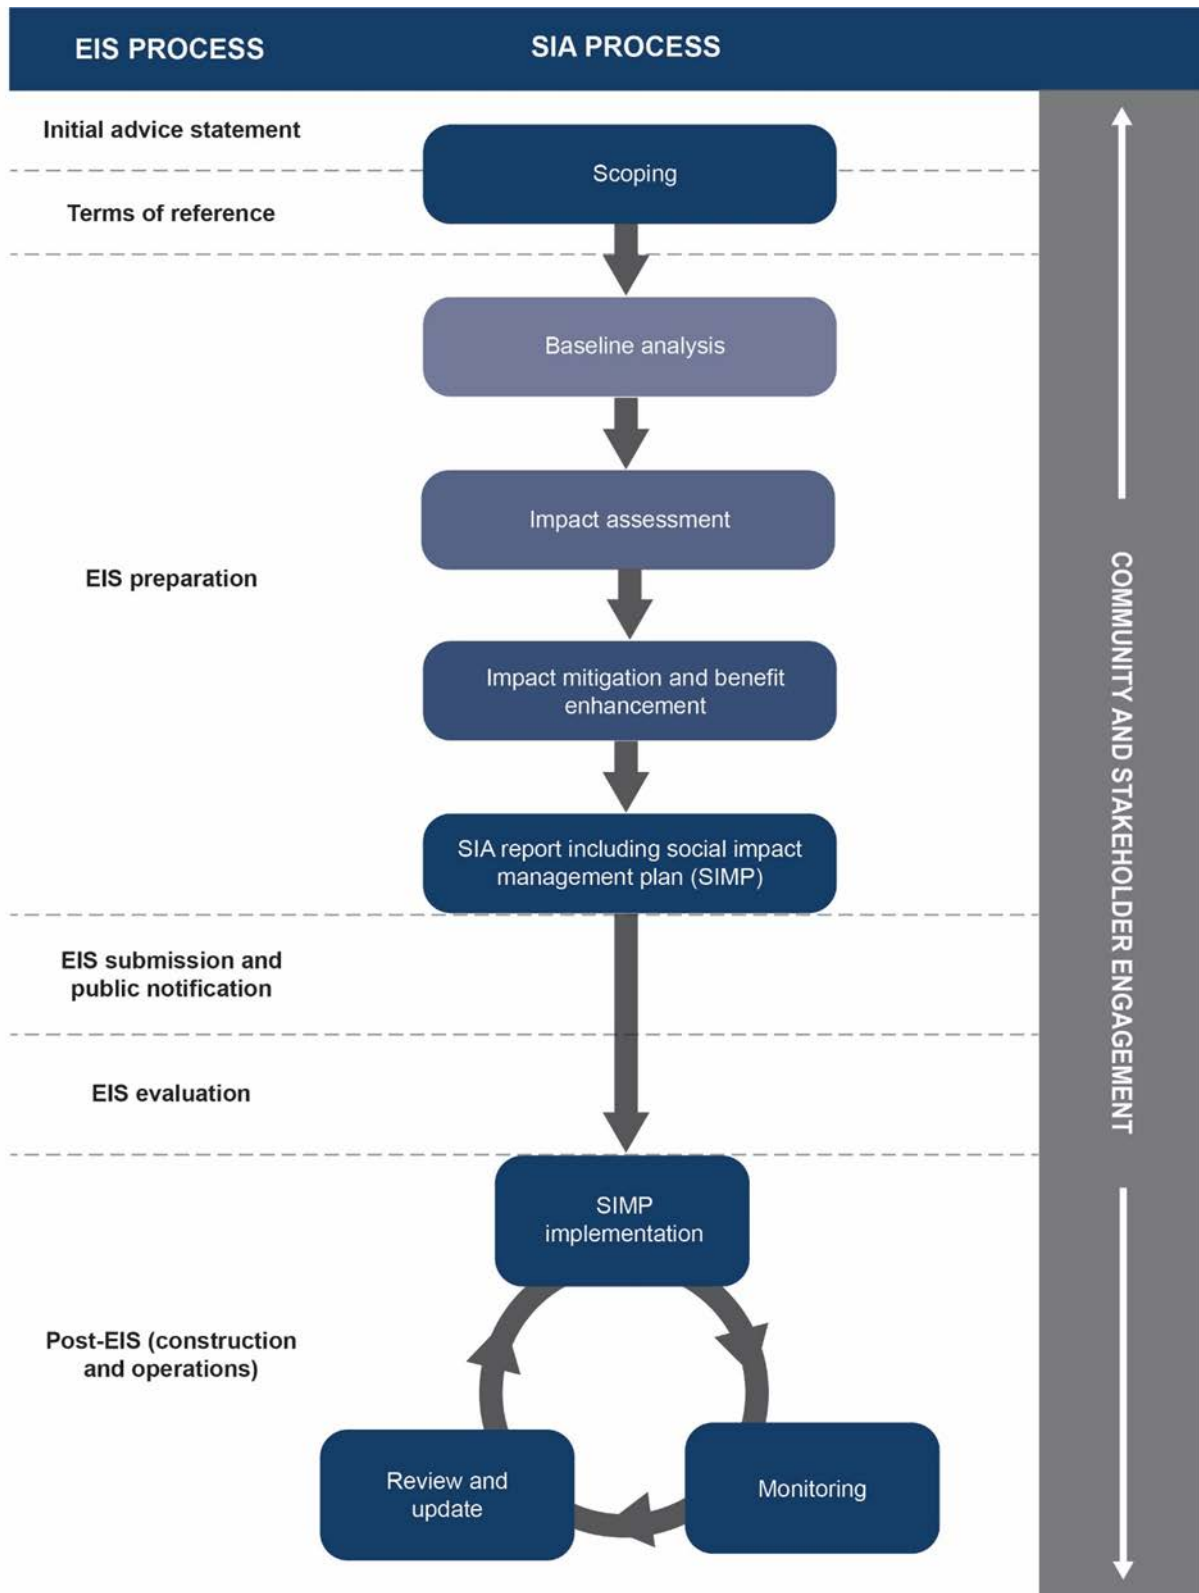 EIS PROCESS
SIA PROCESS
Initial advice statement
Scoping
Terms of reference
Baseline analysis
Impact assessment
EIS preparation
Impact mitigation and benefit
enhancement
SIA report including social impact
management plan (SIMP)
EIS submission and
public notification
EIS evaluation
SIMP
implementation
Post-EIS (construction
and operations)
Review and
update
Monitoring
COMMUNITY AND STAKEHOLDER ENGAGEMENT